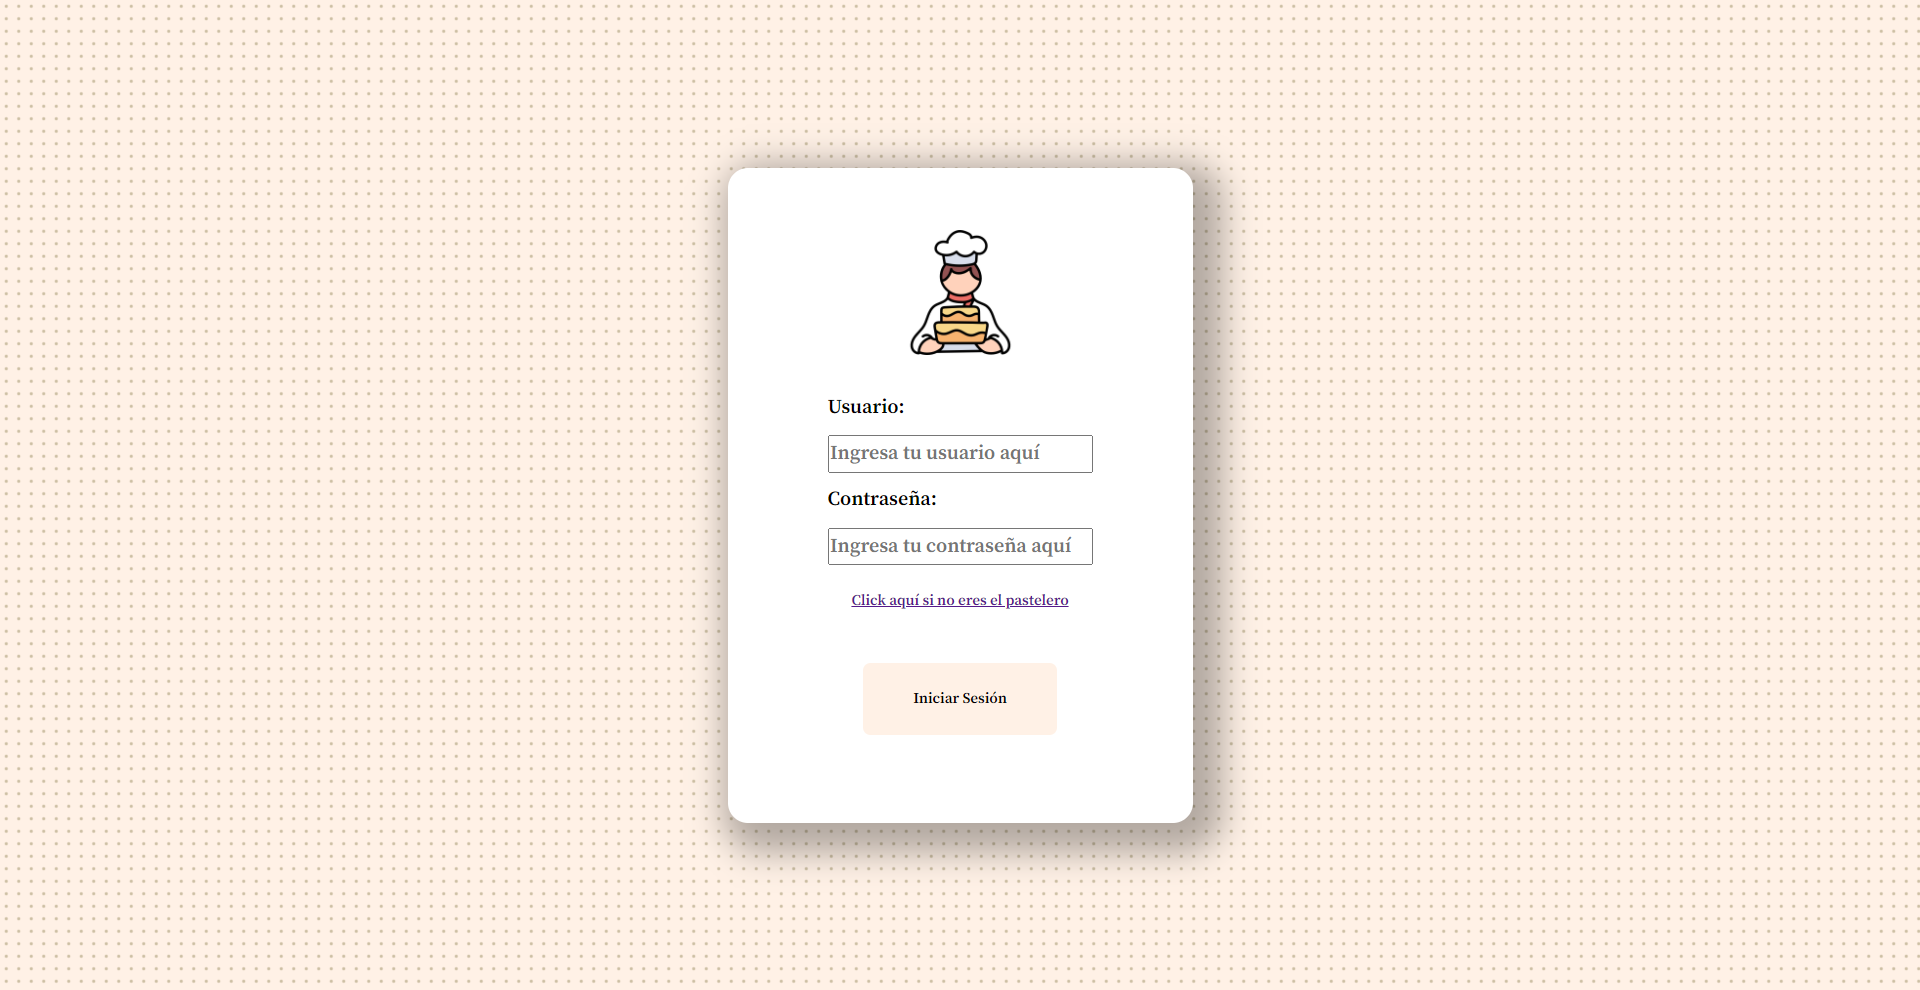 Usuario:
Ingresa tu usuario aquí
Contraseña:
Ingresa tu contraseña aquí
Click aquí si no eres el pastelero
Iniciar Sesión